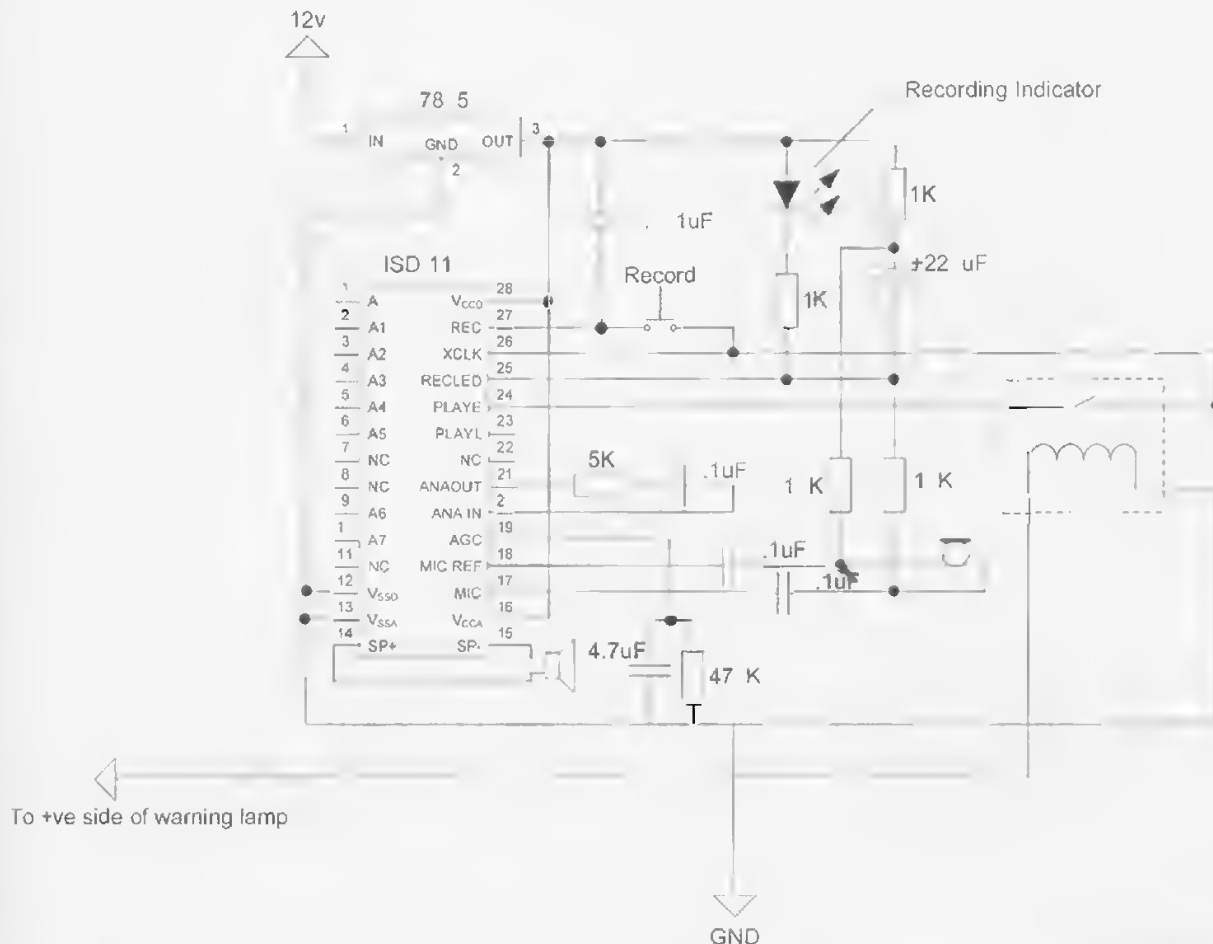 12v
78 5
1
IN
GND
OUT
3
2
Recording Indicator
1K
.1uF
±22 uF
ISD 11
Record
1K
1
A
VCCD
28
2
A1
REC
27
3
A2
XCLK
26
4
A3
RECLED
25
5
A4
PLAYE
24
6
A5
PLAYL
23
7
NC
NC
22
8
NC
ANAOUT
21
9
A6
ANA IN
2
1
A7
AGC
19
11
NC
MIC REF
18
12
VSSD
MIC
17
13
VSSA
VCCA
16
14
SP+
SP-
15
5K
.1uF
1 K
1 K
.1uF
.1uF
4.7uF
47 K
To +ve side of warning lamp
GND